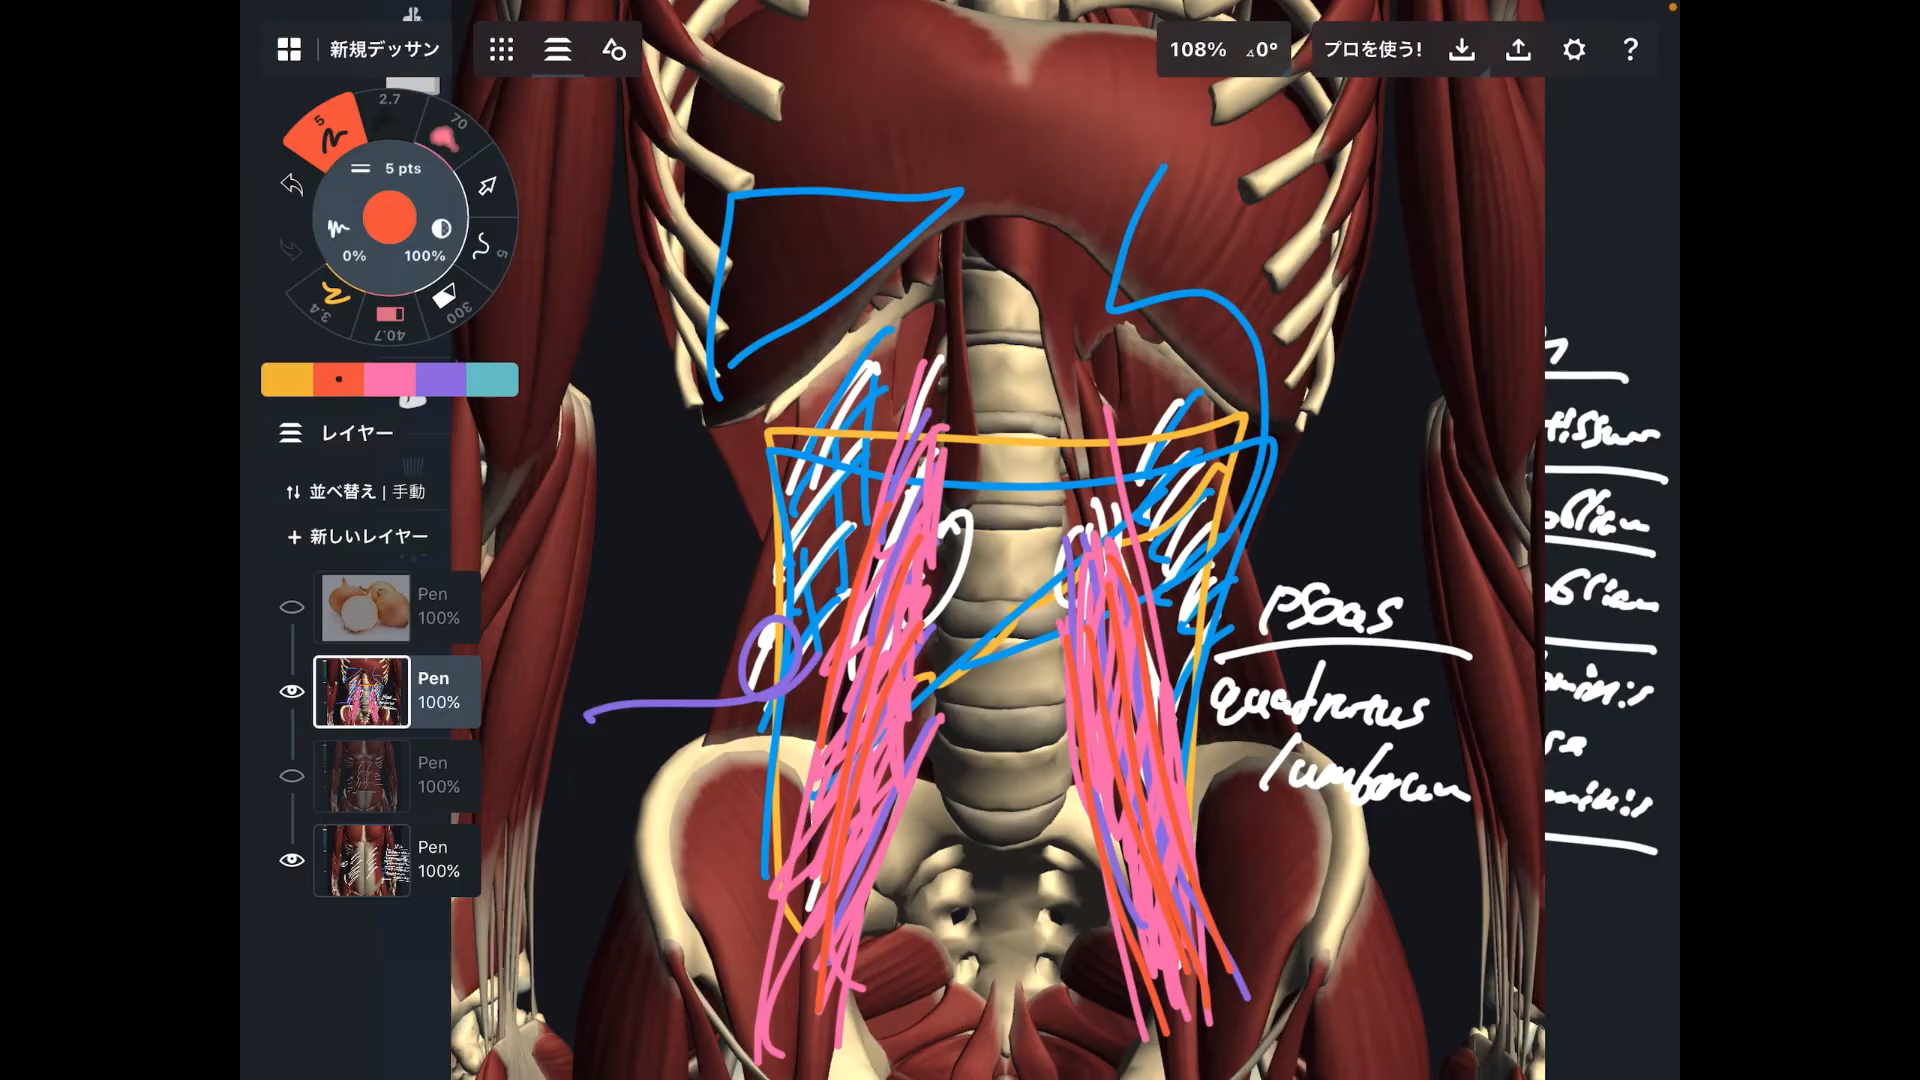 新規デッサン
108% ⊿0°
プロを使う! ?
2.7
5
70
5 pts
5
0% 100%
3.4
40.7
300
レイヤー
並べ替え | 手動
+ 新しいレイヤー
Pen
100%
Pen
100%
Pen
100%
Pen
100%
psoas
quadratus
lumborum